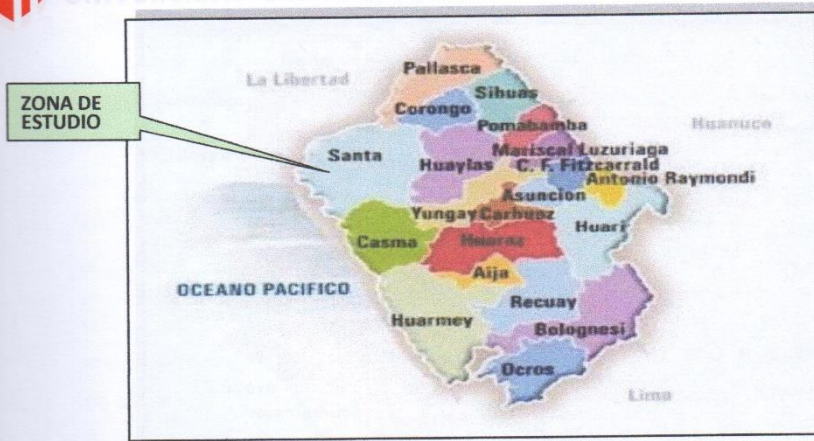 ZONA DE
ESTUDIO
La Libertad
Pallasca
Sihuas
Corongo
Pomabamba
Huanuco
Mariscal Luzuriaga
Santa
Huaylas
C. F. Fitzcarrald
Antonio Raymondi
Asuncion
Yungay
Carhuaz
Huari
Casma
Huaraz
Aija
OCEANO PACIFICO
Recuay
Huarmey
Bolognesi
Ocros
Lima